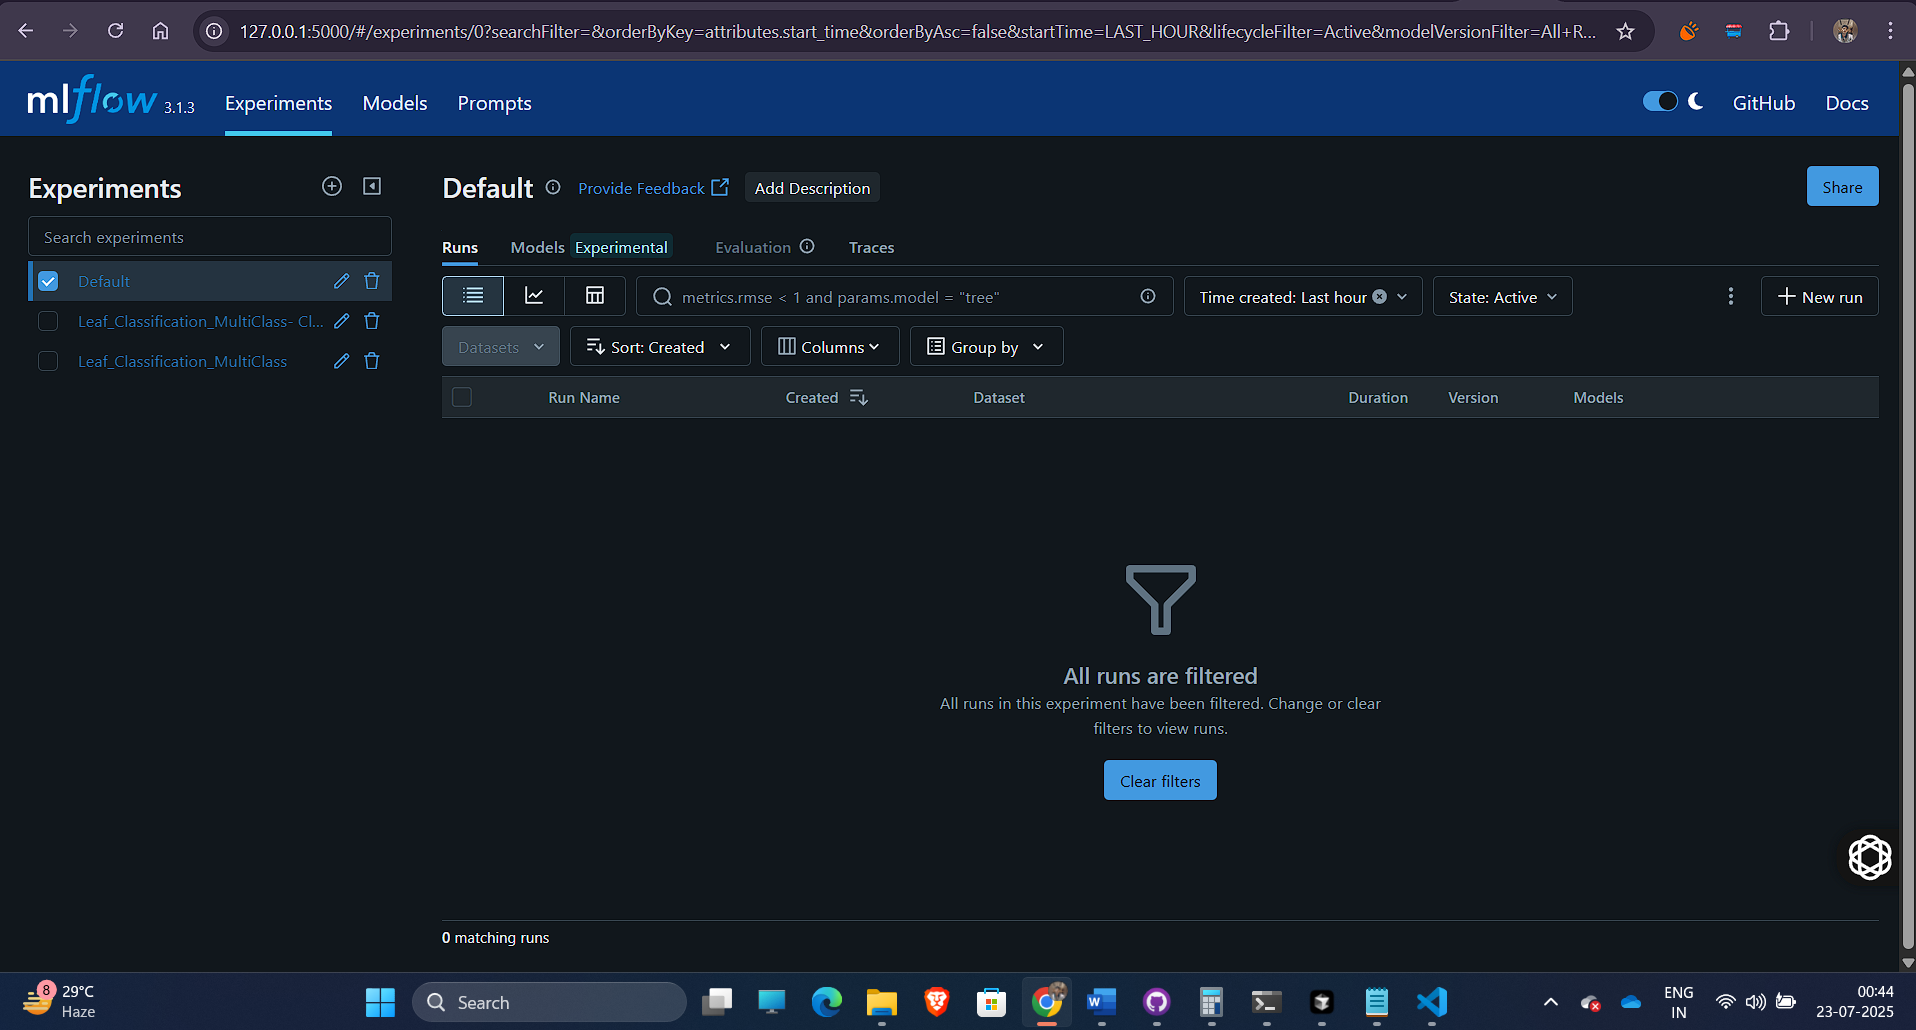 127.0.0.1:5000/#/experiments/0?searchFilter=&orderByKey=attributes.start_time&orderByAsc=false&startTime=LAST_HOUR&lifecycleFilter=Active&modelVersionFilter=All+R...
mlflow 3.1.3 Experiments Models Prompts GitHub Docs
Experiments
Search experiments
Default
Leaf_Classification_MultiClass- Cl...
Leaf_Classification_MultiClass
Default Provide Feedback Add Description Share
Runs Models Experimental Evaluation Traces
metrics.rmse < 1 and params.model = "tree" Time created: Last hour State: Active New run
Datasets Sort: Created Columns Group by
Run Name Created Dataset Duration Version Models
All runs are filtered
All runs in this experiment have been filtered. Change or clear
filters to view runs.
Clear filters
0 matching runs
8 29°C
Haze
Search
ENG
IN
00:44
23-07-2025